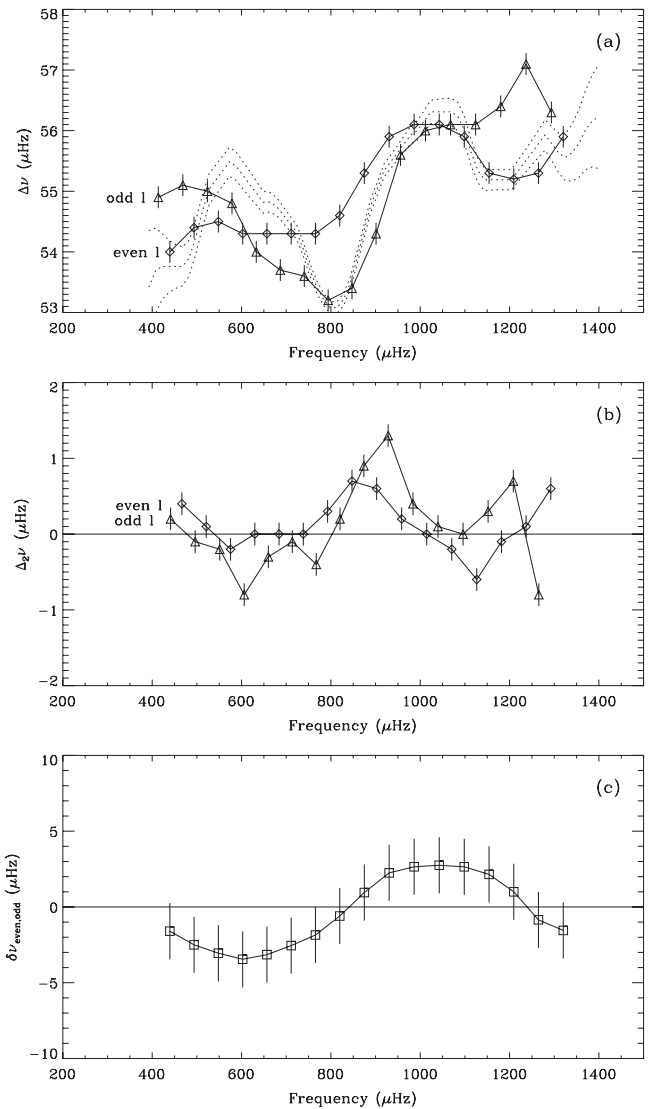 58
57
56
55
54
53
Δν (μHz)
(a)
odd l
even l
200 400 600 800 1000 1200 1400
Frequency (μHz)
2
1
0
−1
−2
Δ₂ν (μHz)
(b)
even l
odd l
200 400 600 800 1000 1200 1400
Frequency (μHz)
10
5
0
−5
−10
δν even,odd (μHz)
(c)
200 400 600 800 1000 1200 1400
Frequency (μHz)